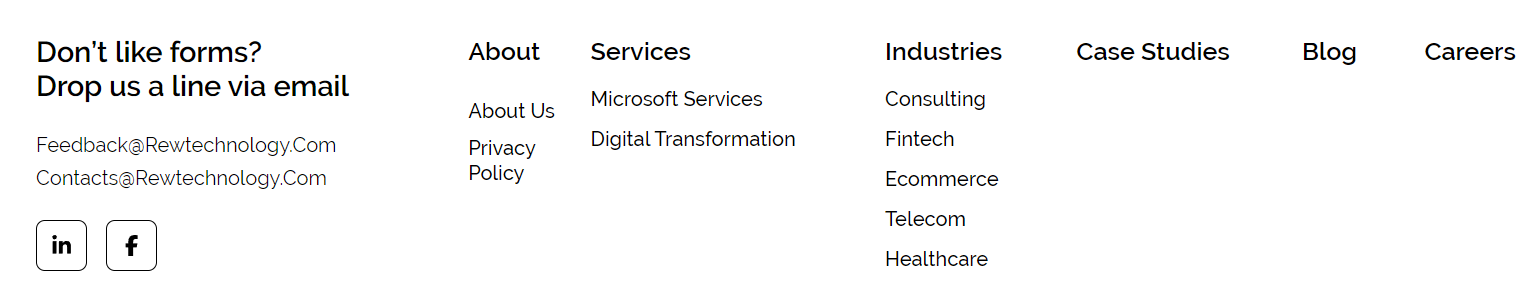 Don't like forms?
Drop us a line via email
Feedback@Rewtechnology.Com
Contacts@Rewtechnology.Com
in
f
About
About Us
Privacy
Policy
Services
Microsoft Services
Digital Transformation
Industries
Consulting
Fintech
Ecommerce
Telecom
Healthcare
Case Studies
Blog
Careers